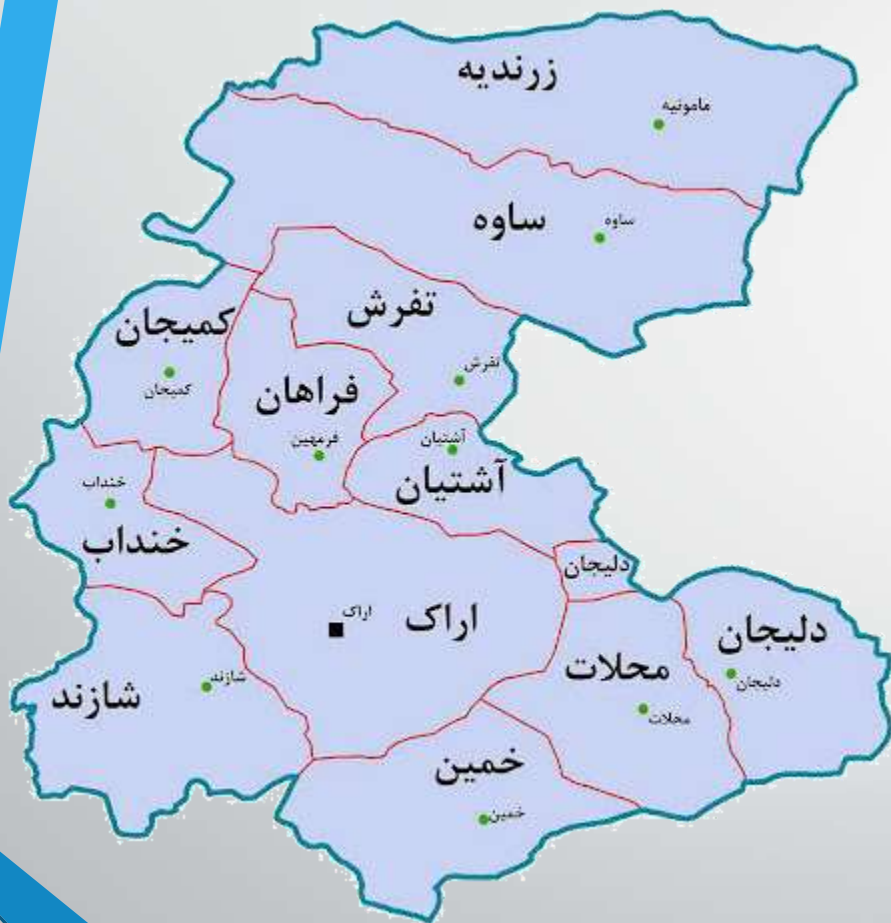 زرندیه
مامونیه
ساوه
ساوه
تفرش
کمیجان
تفرش
کمیجان
فراهان
آشتیان
فرمهین
آشتیان
خنداب
خنداب
دلیجان
اراک
اراک
دلیجان
محلات
شازند
شازند
دلیجان
محلات
خمین
خمین